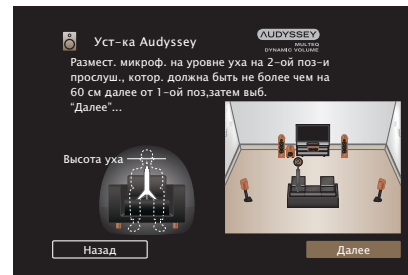 Уст-ка Audyssey
AUDYSSEY
MULTEQ
DYNAMIC VOLUME
Размест. микроф. на уровне уха на 2-ой поз-и
прослуш., котор. должна быть не более чем на
60 см далее от 1-ой поз,затем выб.
“Далее”...
Высота уха
Назад
Далее